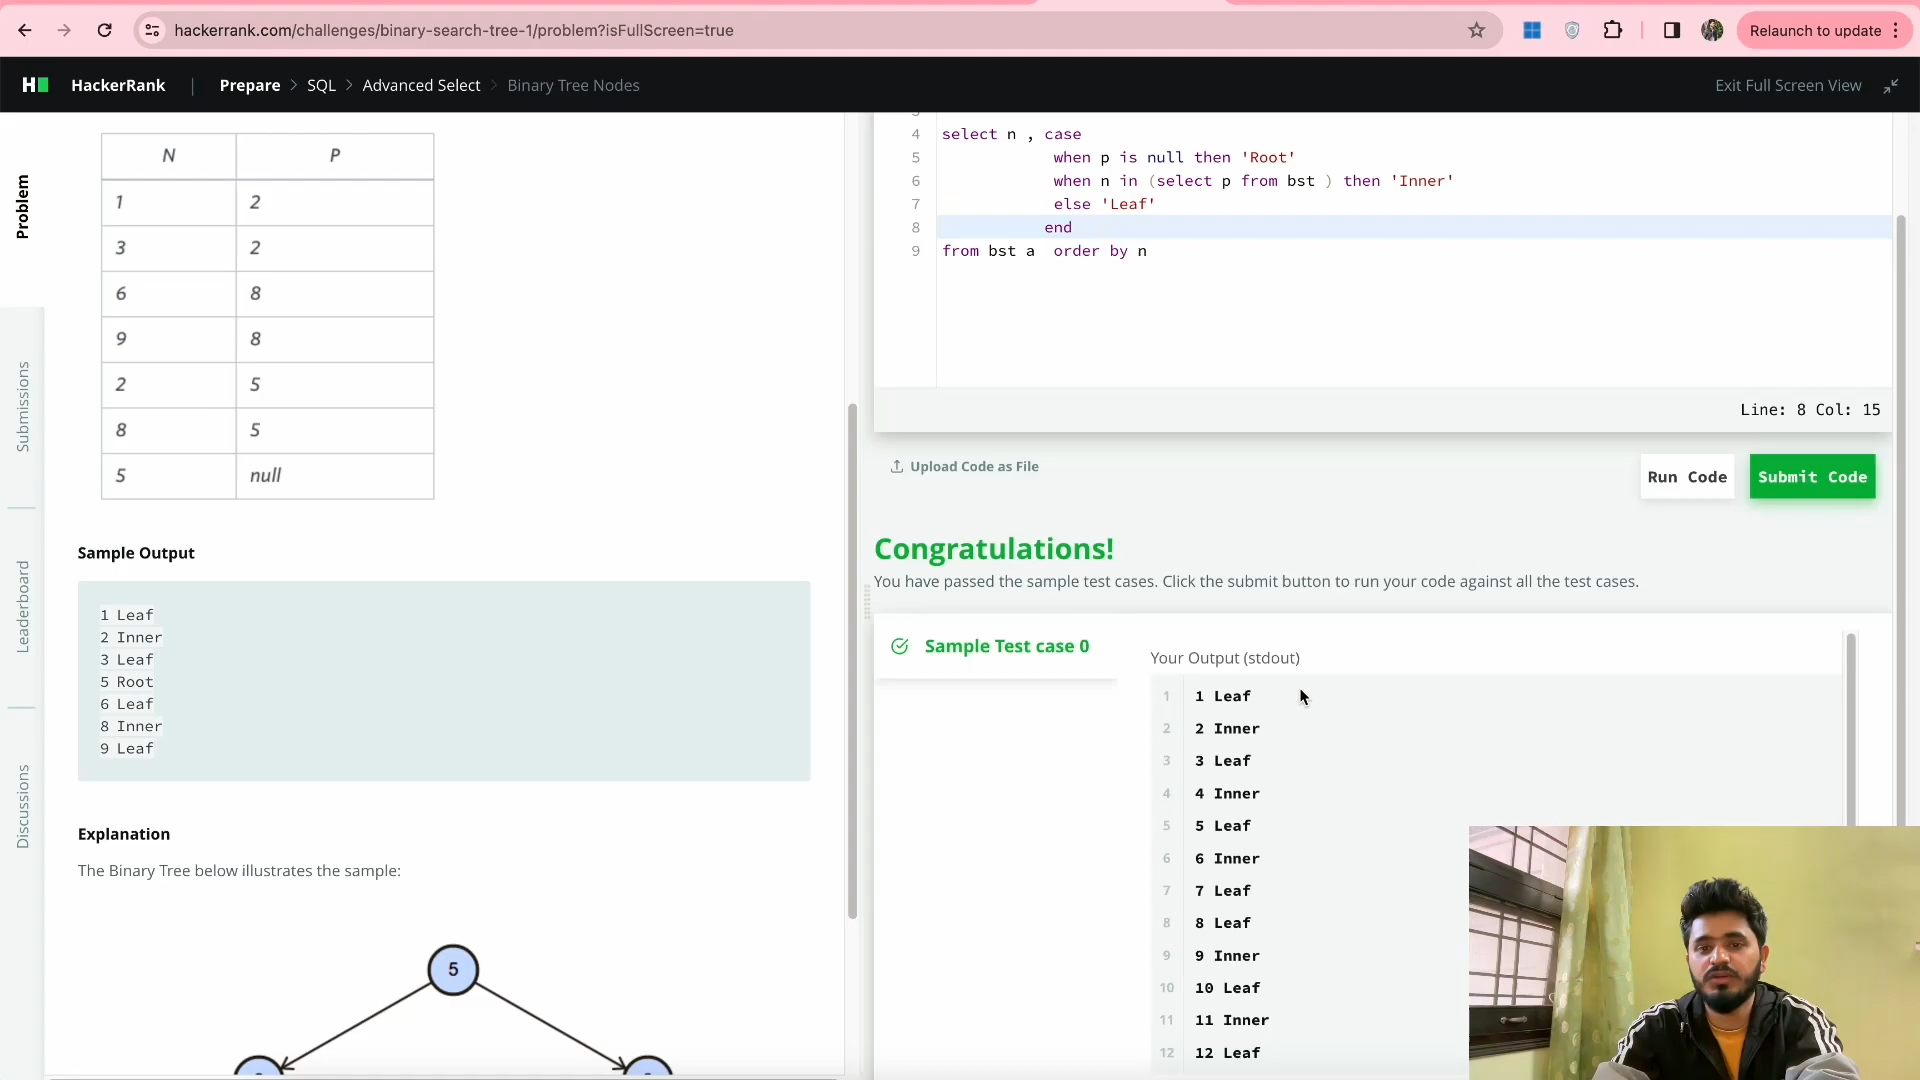 hackerrank.com/challenges/binary-search-tree-1/problem?isFullScreen=true
Relaunch to update
HackerRank | Prepare > SQL > Advanced Select > Binary Tree Nodes
Exit Full Screen View
Problem
Submissions
Leaderboard
Discussions
N P
1 2
3 2
6 8
9 8
2 5
8 5
5 null
Sample Output
1 Leaf
2 Inner
3 Leaf
5 Root
6 Leaf
8 Inner
9 Leaf
Explanation
The Binary Tree below illustrates the sample:
5
4 select n , case
5 when p is null then 'Root'
6 when n in (select p from bst ) then 'Inner'
7 else 'Leaf'
8 end
9 from bst a order by n
Line: 8 Col: 15
Upload Code as File
Run Code
Submit Code
Congratulations!
You have passed the sample test cases. Click the submit button to run your code against all the test cases.
Sample Test case 0
Your Output (stdout)
1 1 Leaf
2 2 Inner
3 3 Leaf
4 4 Inner
5 5 Leaf
6 6 Inner
7 7 Leaf
8 8 Leaf
9 9 Inner
10 10 Leaf
11 11 Inner
12 12 Leaf